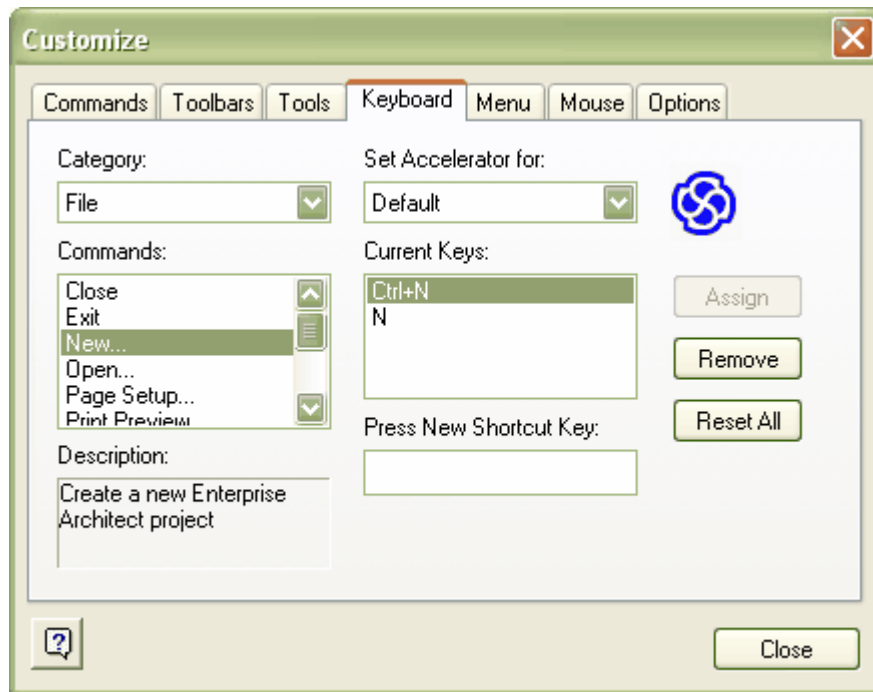 Customize
Commands Toolbars Tools Keyboard Menu Mouse Options
Category:
File
Set Accelerator for:
Default
Commands:
Close
Exit
New...
Open...
Page Setup...
Print Preview
Current Keys:
Ctrl+N
N
Assign
Remove
Reset All
Press New Shortcut Key:
Description:
Create a new Enterprise
Architect project
?
Close